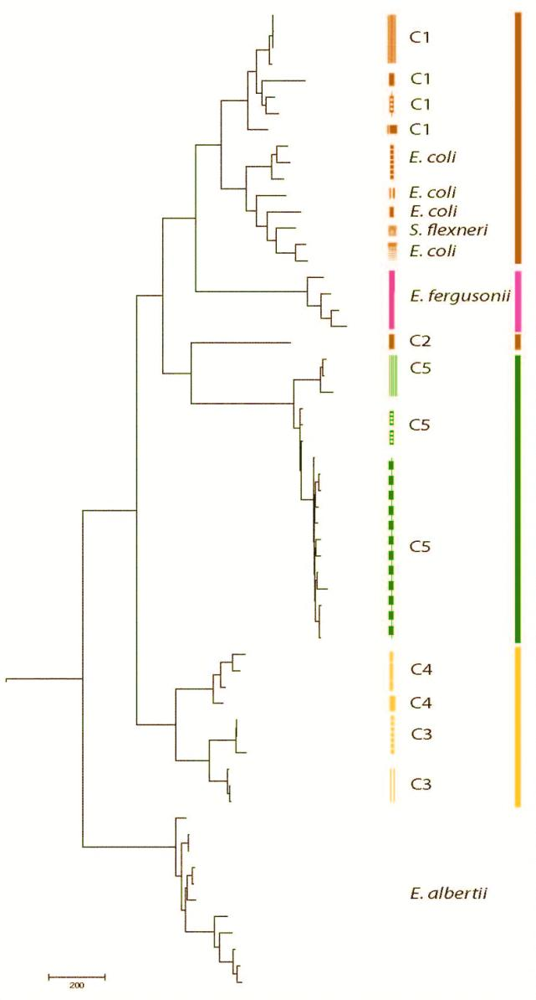 C1
C1
C1
C1
E. coli
E. coli
E. coli
S. flexneri
E. coli
E. fergusonii
C2
C5
C5
C5
C4
C4
C3
C3
E. albertii
200